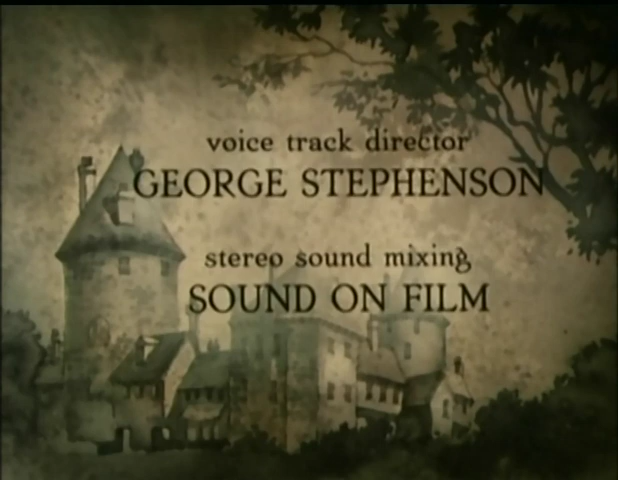 voice track director
GEORGE STEPHENSON
stereo sound mixing
SOUND ON FILM